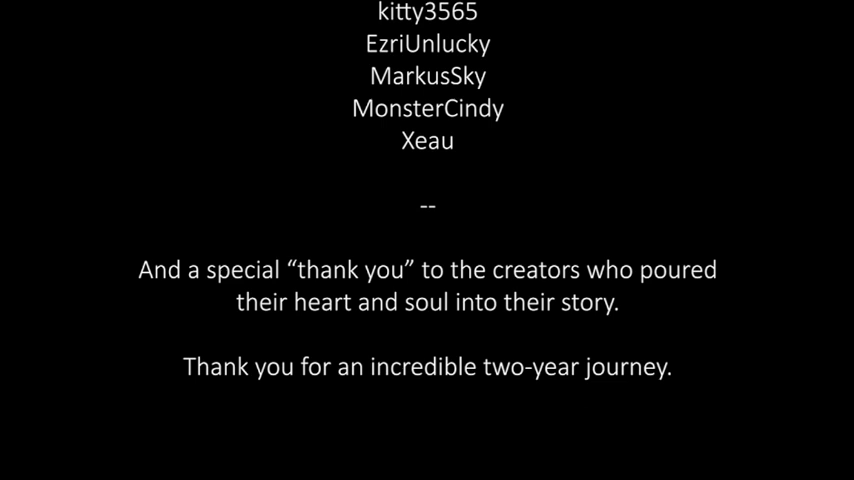 kitty3565
EzriUnlucky
MarkusSky
MonsterCindy
Xeau
--
And a special “thank you” to the creators who poured
their heart and soul into their story.
Thank you for an incredible two-year journey.